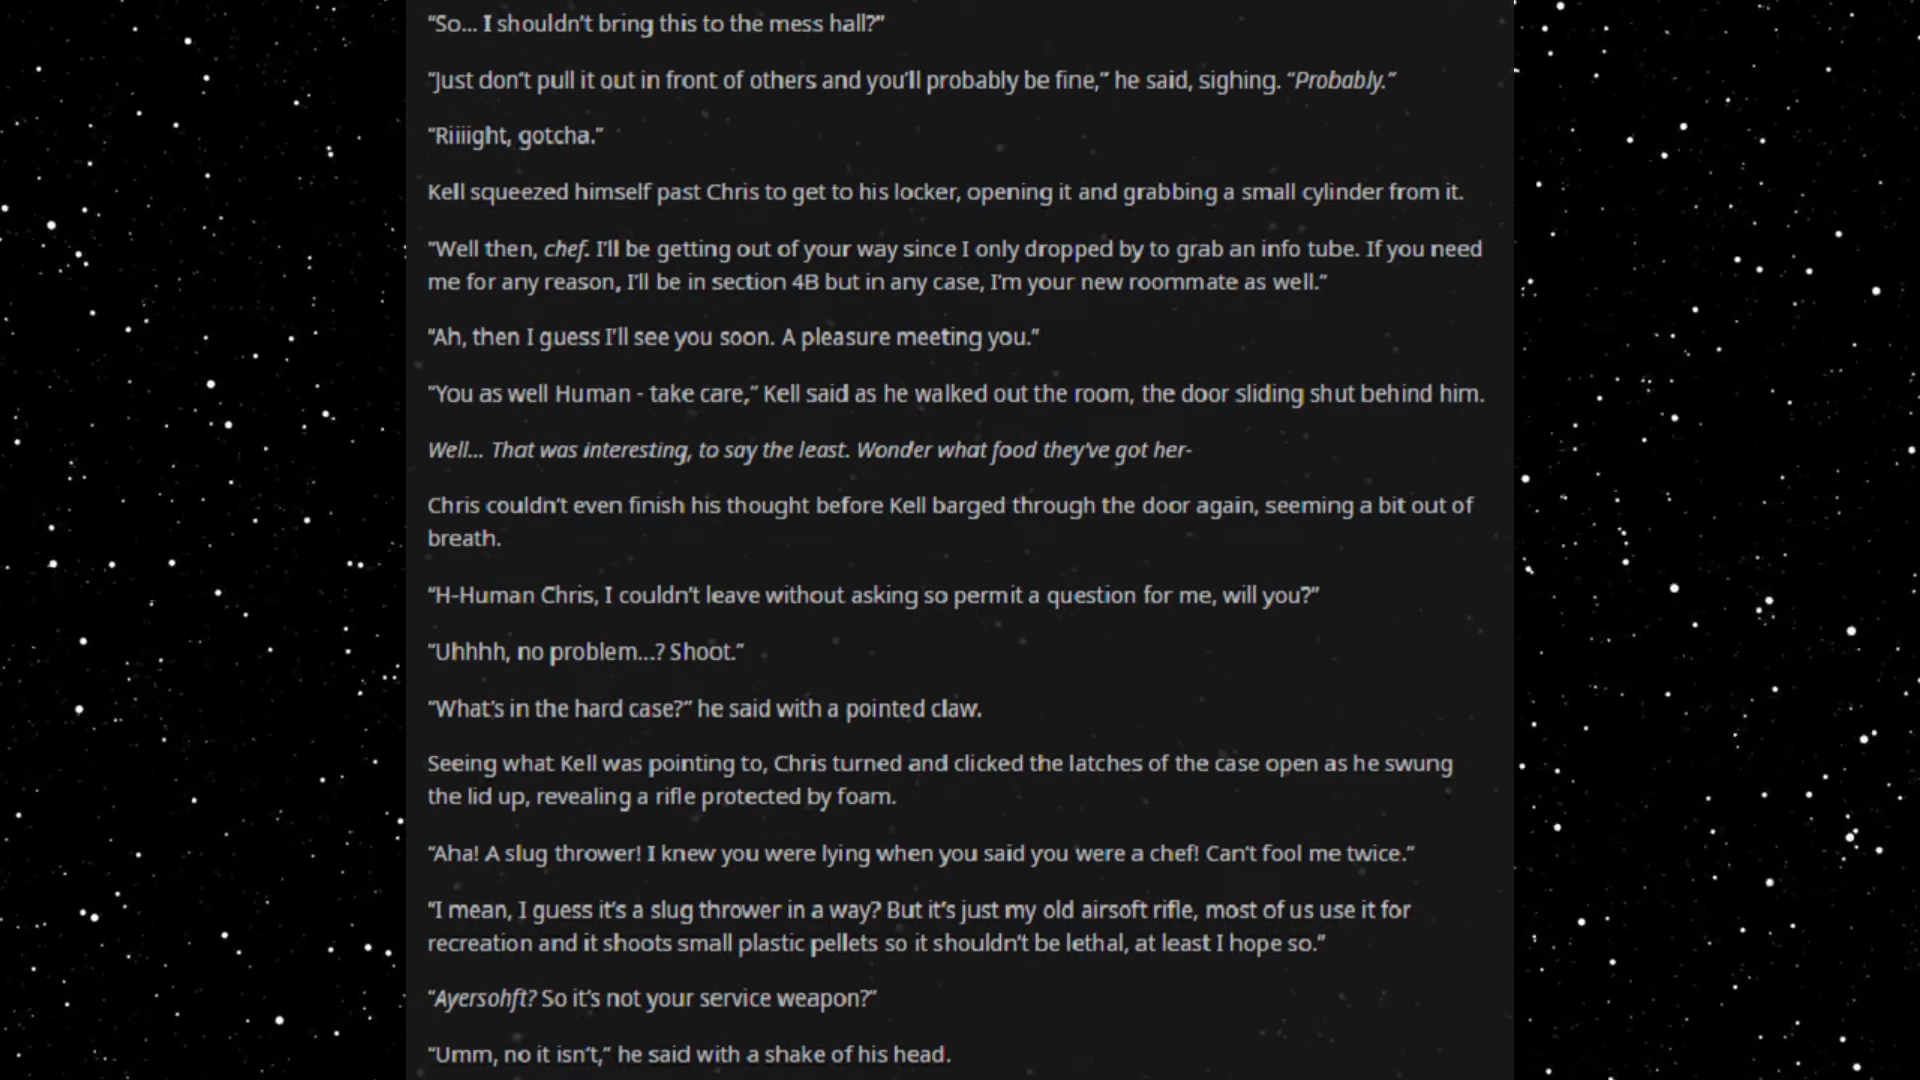 “So... I shouldn’t bring this to the mess hall?”
“Just don’t pull it out in front of others and you’ll probably be fine,” he said, sighing. “Probably.”
“Riiiight, gotcha.”
Kell squeezed himself past Chris to get to his locker, opening it and grabbing a small cylinder from it.
“Well then, chef. I’ll be getting out of your way since I only dropped by to grab an info tube. If you need
me for any reason, I’ll be in section 4B but in any case, I’m your new roommate as well.”
“Ah, then I guess I’ll see you soon. A pleasure meeting you.”
“You as well Human - take care,” Kell said as he walked out the room, the door sliding shut behind him.
Well... That was interesting, to say the least. Wonder what food they’ve got her-
Chris couldn’t even finish his thought before Kell barged through the door again, seeming a bit out of
breath.
“H-Human Chris, I couldn’t leave without asking so permit a question for me, will you?”
“Uhhhh, no problem...? Shoot.”
“What’s in the hard case?” he said with a pointed claw.
Seeing what Kell was pointing to, Chris turned and clicked the latches of the case open as he swung
the lid up, revealing a rifle protected by foam.
“Aha! A slug thrower! I knew you were lying when you said you were a chef! Can’t fool me twice.”
“I mean, I guess it’s a slug thrower in a way? But it’s just my old airsoft rifle, most of us use it for
recreation and it shoots small plastic pellets so it shouldn’t be lethal, at least I hope so.”
“Ayersohft? So it’s not your service weapon?”
“Umm, no it isn’t,” he said with a shake of his head.